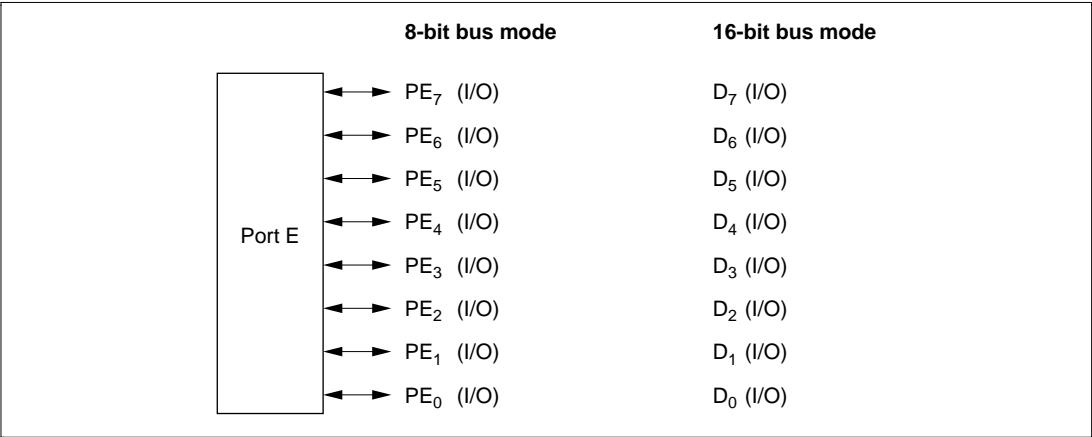 8-bit bus mode 16-bit bus mode
PE7 (I/O) D7 (I/O)
PE6 (I/O) D6 (I/O)
PE5 (I/O) D5 (I/O)
PE4 (I/O) D4 (I/O)
Port E
PE3 (I/O) D3 (I/O)
PE2 (I/O) D2 (I/O)
PE1 (I/O) D1 (I/O)
PE0 (I/O) D0 (I/O)